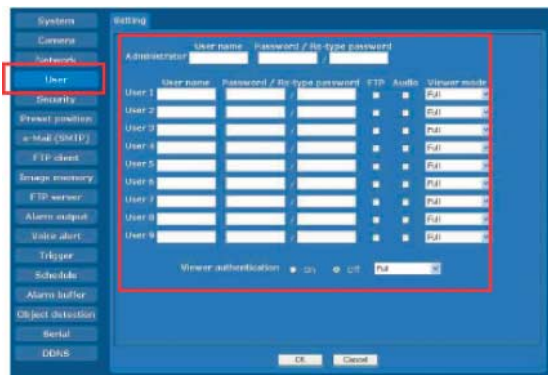 System
Camera
Network
User
Security
Preset position
e-Mail (SMTP)
FTP client
Image memory
FTP server
Alarm output
Voice alert
Trigger
Schedule
Alarm buffer
Object detection
Serial
DDNS
Setting
User name Password / Re-type password
Administrator /
User name Password / Re-type password FTP Audio Viewer mode
User 1 / Full
User 2 / Full
User 3 / Full
User 4 / Full
User 5 / Full
User 6 / Full
User 7 / Full
User 8 / Full
User 9 / Full
Viewer authentication On Off Full
OK Cancel